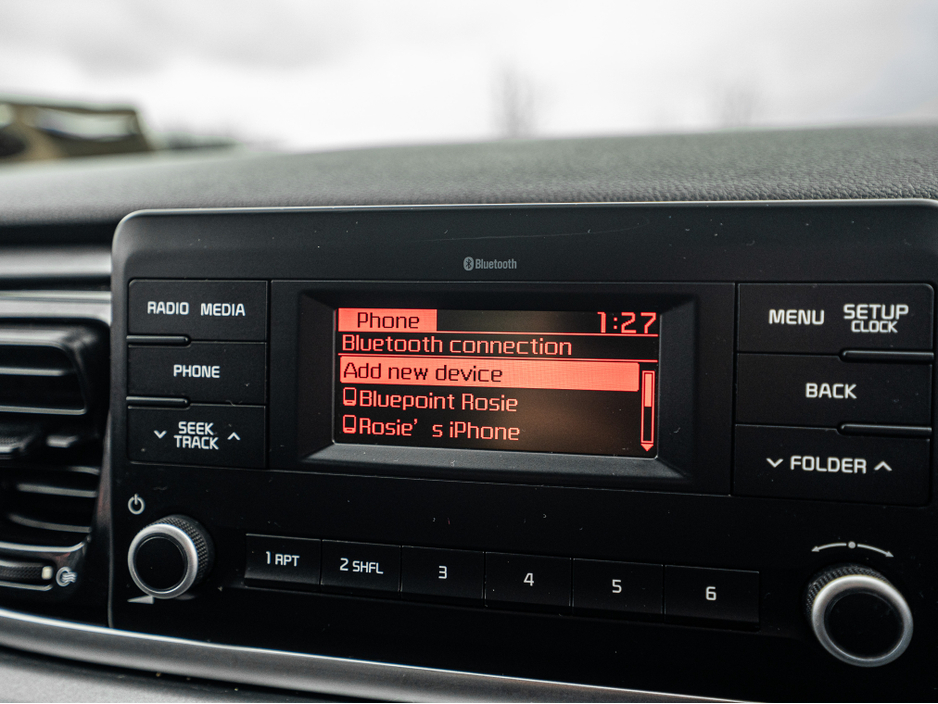 Bluetooth
RADIO MEDIA
PHONE
SEEK
TRACK
Phone 1:27
Bluetooth connection
Add new device
Bluepoint Rosie
Rosie's iPhone
MENU SETUP
CLOCK
BACK
FOLDER
1 RPT
2 SHFL
3
4
5
6